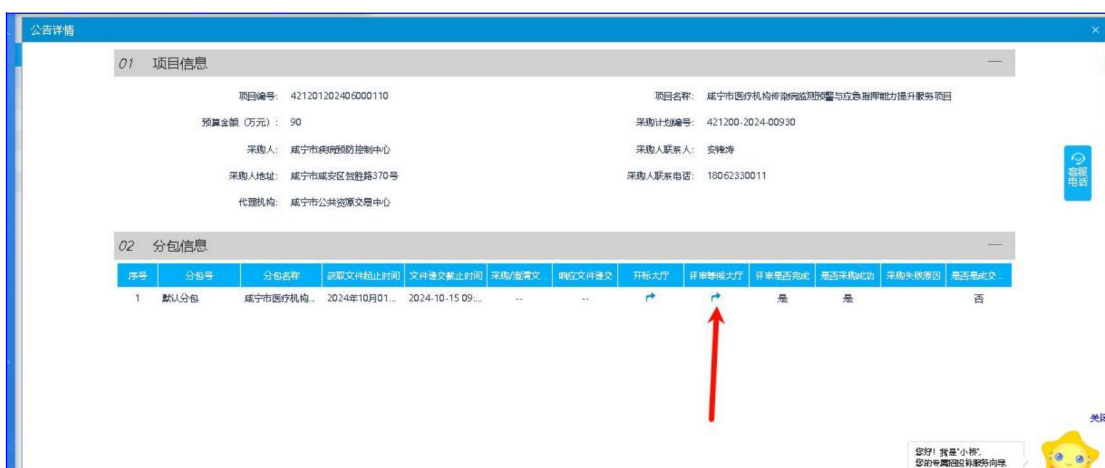 公告详情
01 项目信息
项目编号: 421201202406000110 项目名称: 咸宁市医疗机构传染病监测预警与应急指挥能力提升服务项目
预算金额（万元）: 90 采购计划编号: 421200-2024-00930
采购人: 咸宁市疾病预防控制中心 采购人联系人: 安锋涛
采购人地址: 咸宁市咸安区贺胜路370号 采购人联系电话: 18062330011
代理机构: 咸宁市公共资源交易中心
客服
电话
02 分包信息
序号 分包号 分包名称 获取文件起止时间 文件递交截止时间 采购/澄清文... 响应文件递交 开标大厅 评审等候大厅 评审是否完成 是否采购成功 采购失败原因 是否是成交...
1 默认分包 咸宁市医疗机构... 2024年10月01... 2024-10-15 09:... -- -- 是 是 否
您好！我是“小桥”,
您的专属招投标服务向导